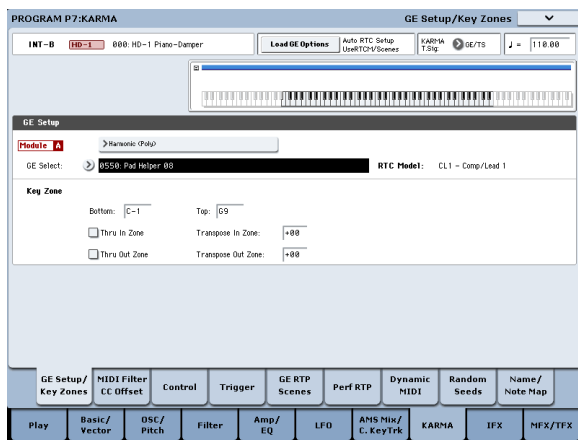 PROGRAM P7:KARMA GE Setup/Key Zones
INT-B HD-1 000: HD-1 Piano-Damper Load GE Options Auto RTC Setup UseRTCM/Scenes KARMA T.Sig: GE/TS ♩ = 110.00
GE Setup
Module A Harmonic (Poly)
GE Select: 0550: Pad Helper 08 RTC Model: CL1 - Comp/Lead 1
Key Zone
Bottom: C-1 Top: G9
Thru In Zone Transpose In Zone: +00
Thru Out Zone Transpose Out Zone: +00
GE Setup/ Key Zones MIDI Filter CC Offset Control Trigger GE RTP Scenes Perf RTP Dynamic MIDI Random Seeds Name/ Note Map
Play Basic/ Vector OSC/ Pitch Filter Amp/ EQ LFO AMS Mix/ C. KeyTrk KARMA IFX MFX/TFX